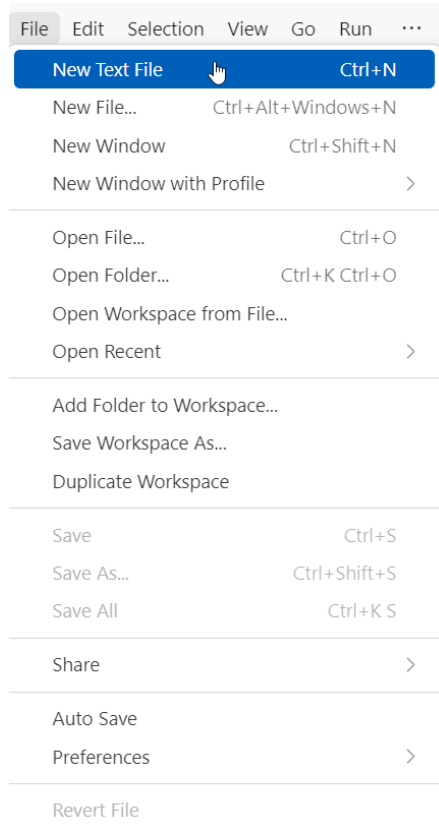 File Edit Selection View Go Run ...
New Text File Ctrl+N
New File... Ctrl+Alt+Windows+N
New Window Ctrl+Shift+N
New Window with Profile
Open File... Ctrl+O
Open Folder... Ctrl+K Ctrl+O
Open Workspace from File...
Open Recent
Add Folder to Workspace...
Save Workspace As...
Duplicate Workspace
Save Ctrl+S
Save As... Ctrl+Shift+S
Save All Ctrl+K S
Share
Auto Save
Preferences
Revert File